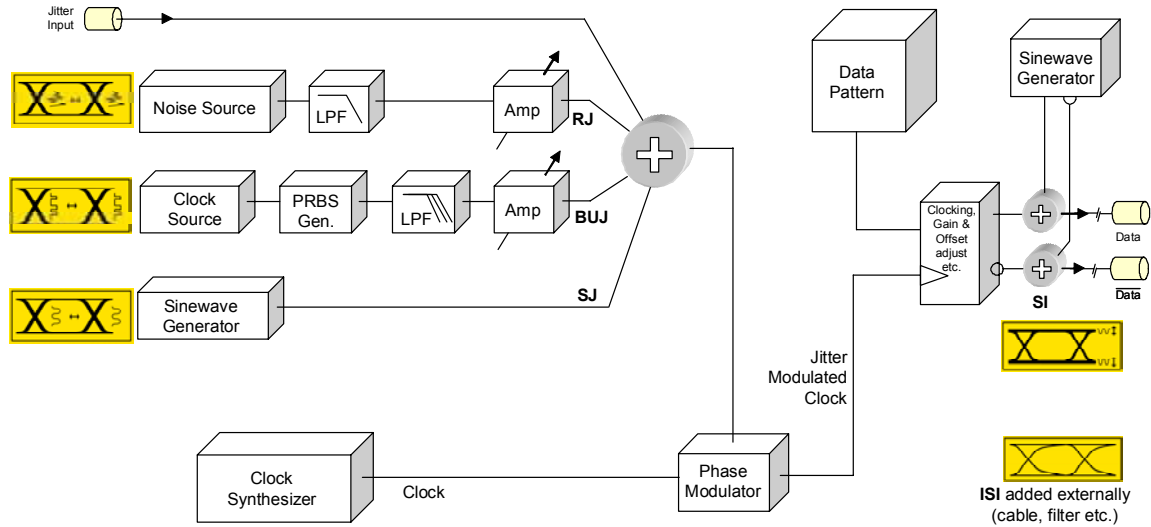 Jitter
Input
Noise Source
LPF
Amp
RJ
Clock
Source
PRBS
Gen.
LPF
Amp
BUJ
Sinewave
Generator
SJ
Clock
Synthesizer
Clock
Phase
Modulator
Jitter
Modulated
Clock
Data
Pattern
Sinewave
Generator
Clocking,
Gain &
Offset
adjust
etc.
Data
Data
SI
ISI added externally
(cable, filter etc.)